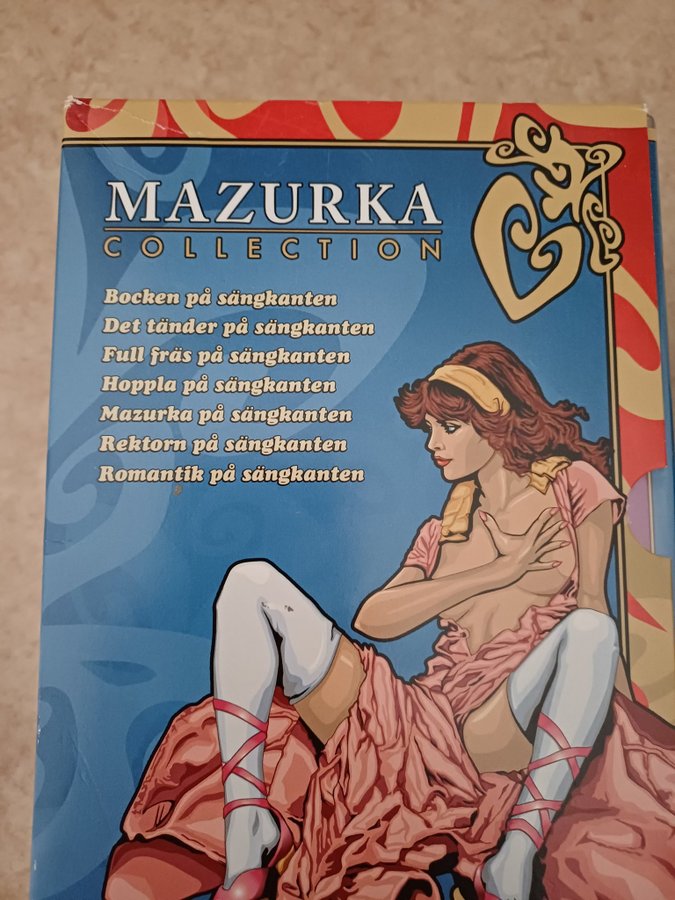 MAZURKA
COLLECTION
Bocken på sängkanten
Det tänder på sängkanten
Full fräs på sängkanten
Hoppla på sängkanten
Mazurka på sängkanten
Rektorn på sängkanten
Romantik på sängkanten